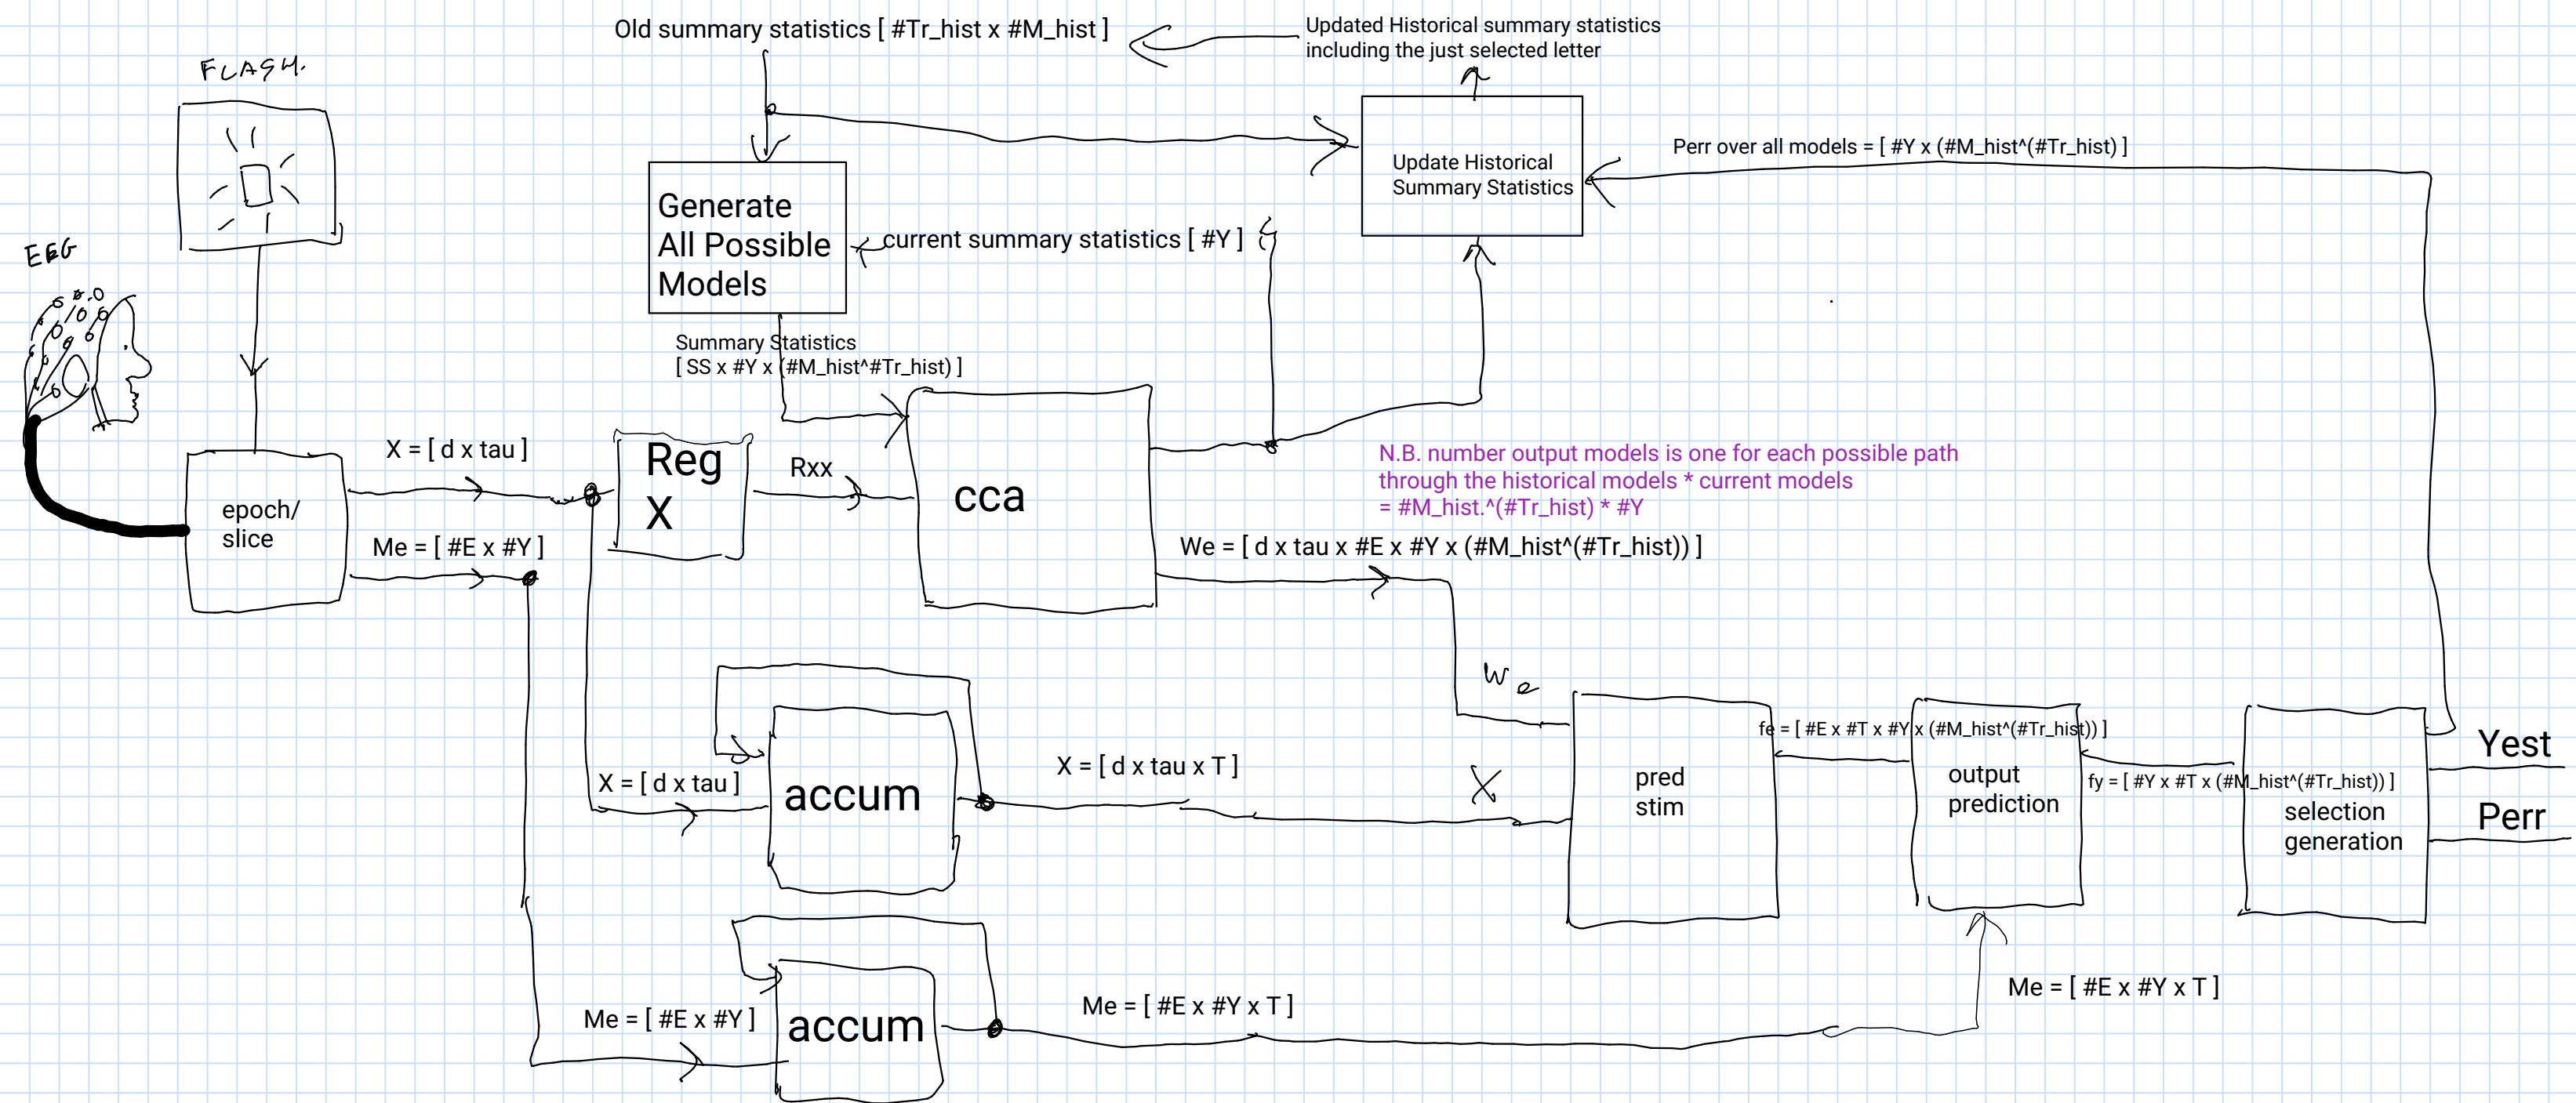 Old summary statistics [ #Tr_hist x #M_hist ]
Updated Historical summary statistics
including the just selected letter
FLASH.
Perr over all models = [ #Y x (#M_hist^(#Tr_hist) ]
Update Historical
Summary Statistics
Generate
All Possible
Models
current summary statistics [ #Y ]
EEG
Summary Statistics
[ SS x #Y x (#M_hist^#Tr_hist) ]
X = [ d x tau ]
Reg
X
Rxx
cca
N.B. number output models is one for each possible path
through the historical models * current models
= #M_hist.^(#Tr_hist) * #Y
epoch/
slice
Me = [ #E x #Y ]
We = [ d x tau x #E x #Y x (#M_hist^(#Tr_hist)) ]
We
X = [ d x tau ]
accum
X = [ d x tau x T ]
X
pred
stim
fe = [ #E x #T x #Y x (#M_hist^(#Tr_hist)) ]
output
prediction
fy = [ #Y x #T x (#M_hist^(#Tr_hist)) ]
selection
generation
Yest
Perr
Me = [ #E x #Y ]
accum
Me = [ #E x #Y x T ]
Me = [ #E x #Y x T ]